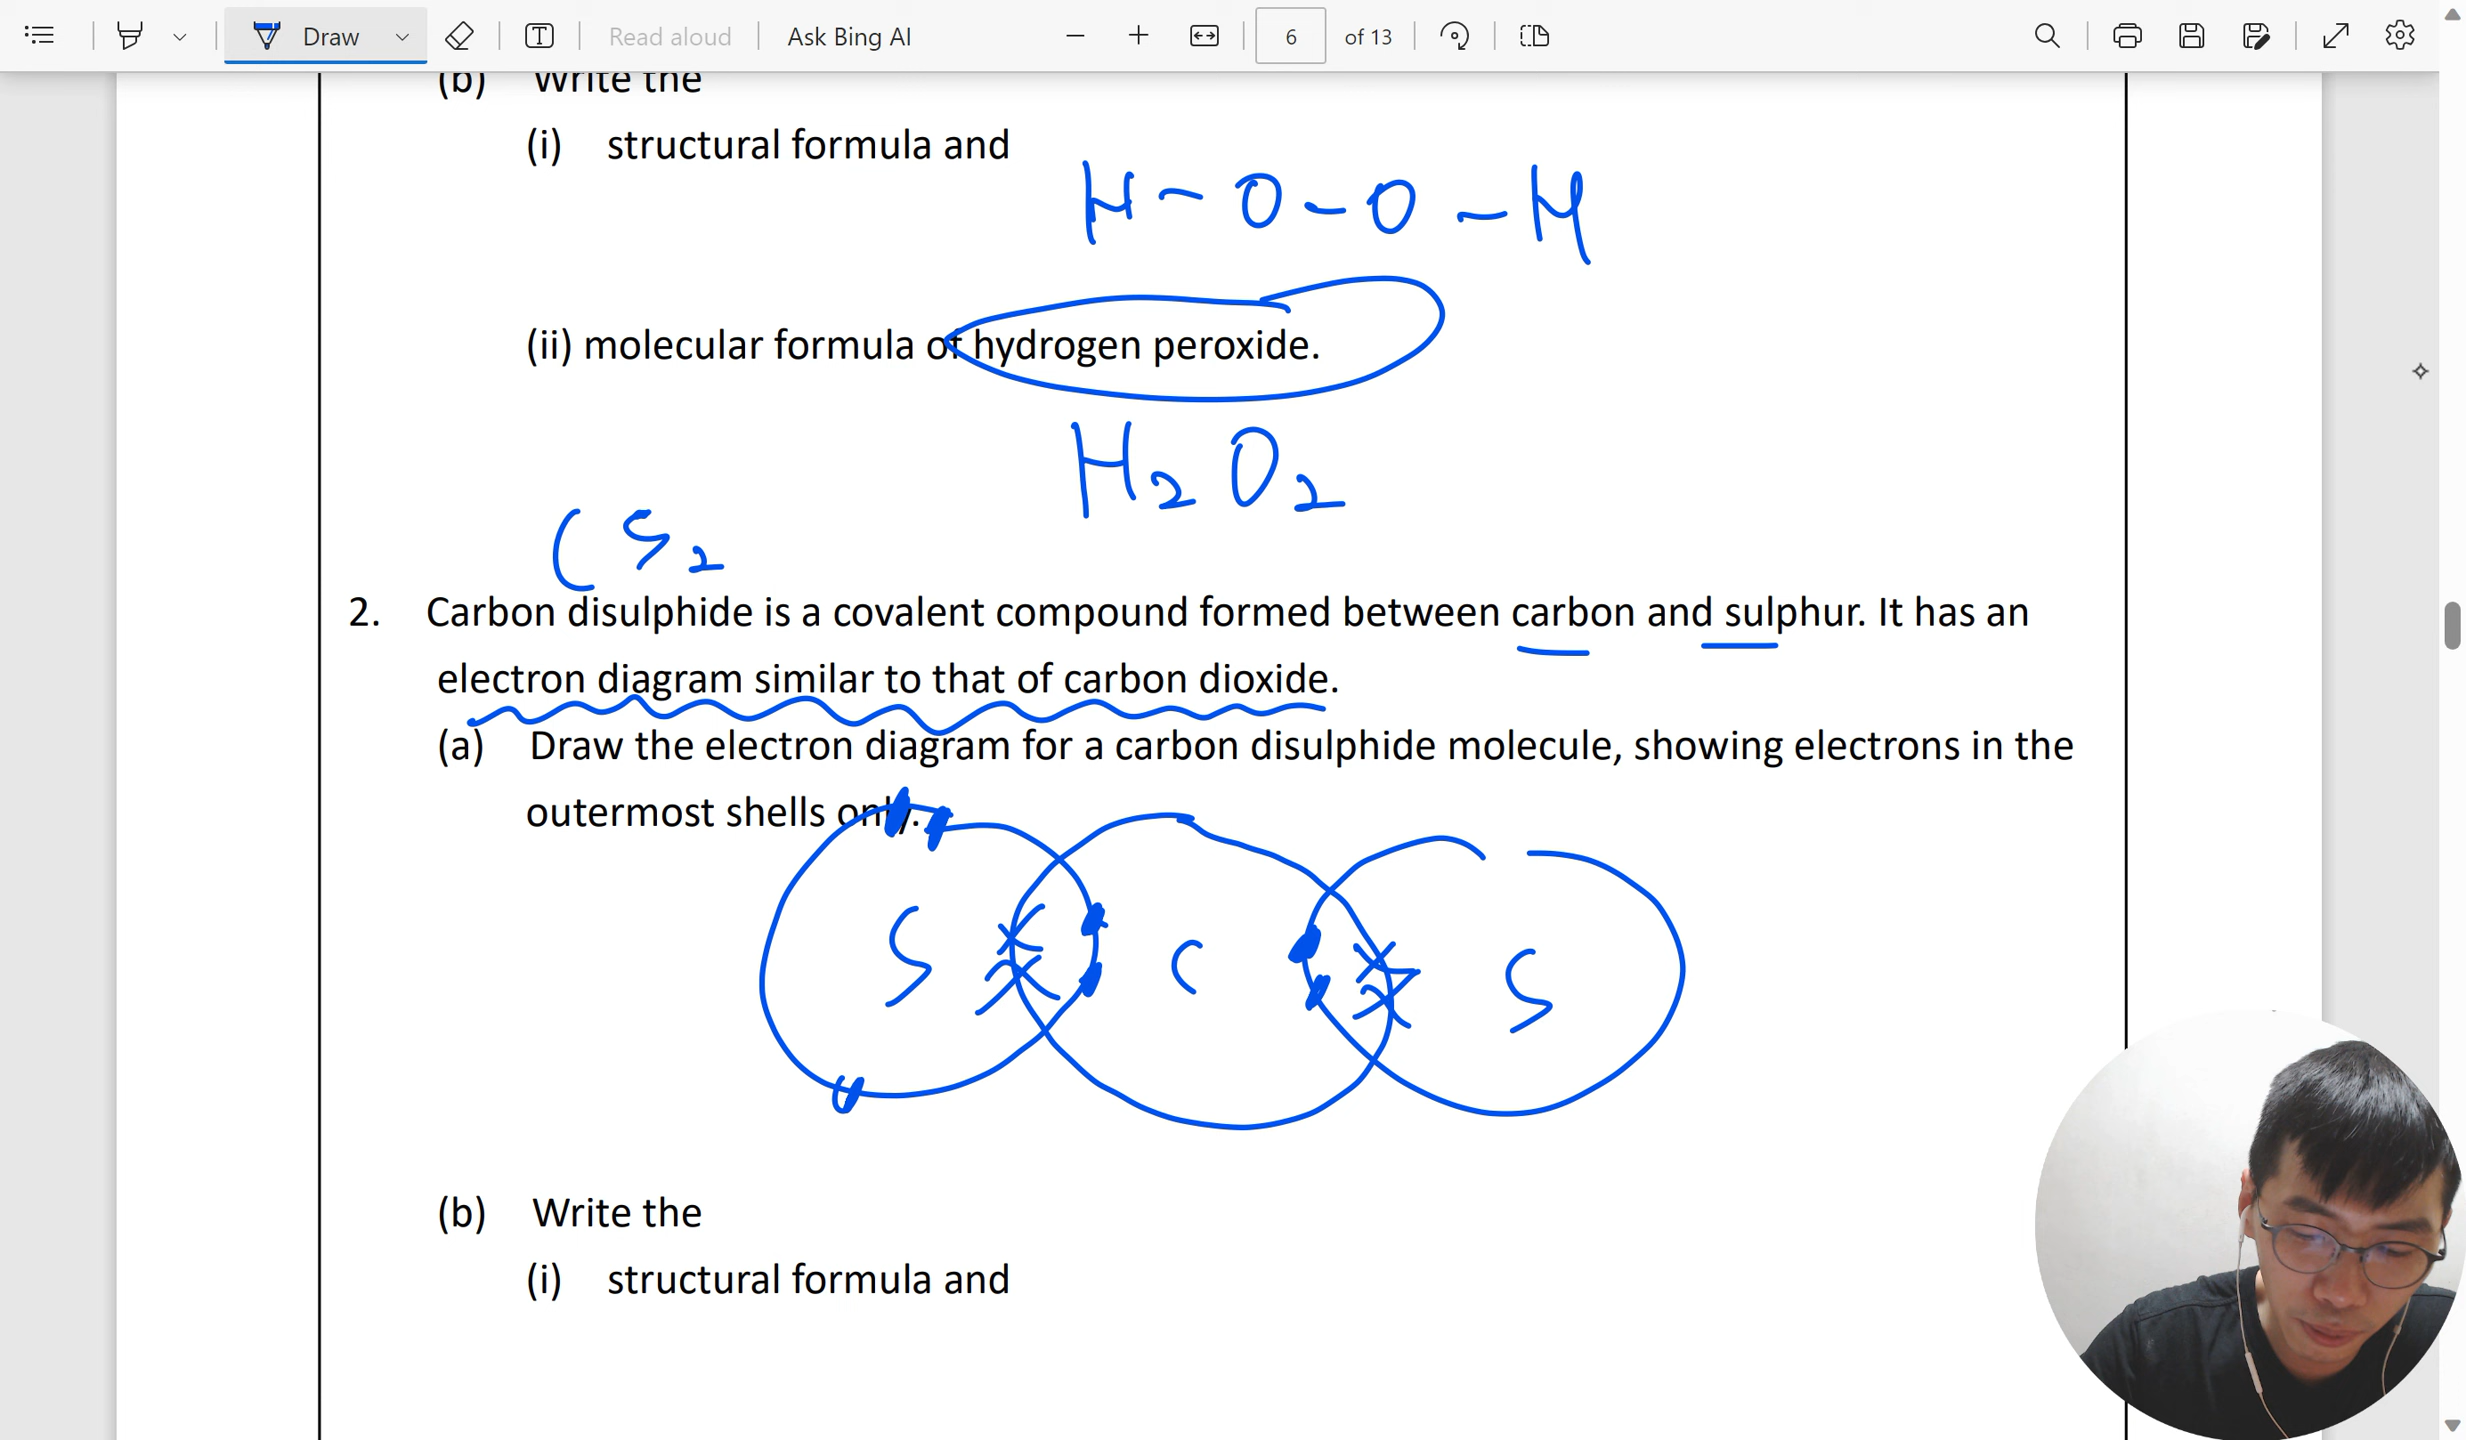 Draw
Read aloud
Ask Bing AI
6 of 13
(b) Write the
(i) structural formula and
H - O - O - H
(ii) molecular formula of hydrogen peroxide.
H₂O₂
CS₂
2. Carbon disulphide is a covalent compound formed between carbon and sulphur. It has an
electron diagram similar to that of carbon dioxide.
(a) Draw the electron diagram for a carbon disulphide molecule, showing electrons in the
outermost shells only.
S C S
(b) Write the
(i) structural formula and